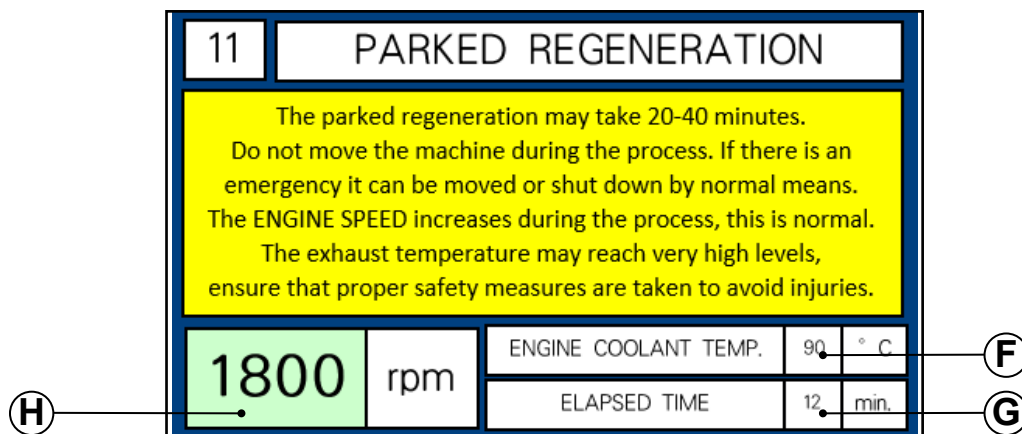 11 PARKED REGENERATION
The parked regeneration may take 20-40 minutes.
Do not move the machine during the process. If there is an
emergency it can be moved or shut down by normal means.
The ENGINE SPEED increases during the process, this is normal.
The exhaust temperature may reach very high levels,
ensure that proper safety measures are taken to avoid injuries.
1800 rpm
ENGINE COOLANT TEMP. 90 ° C
F
ELAPSED TIME 12 min.
G
H